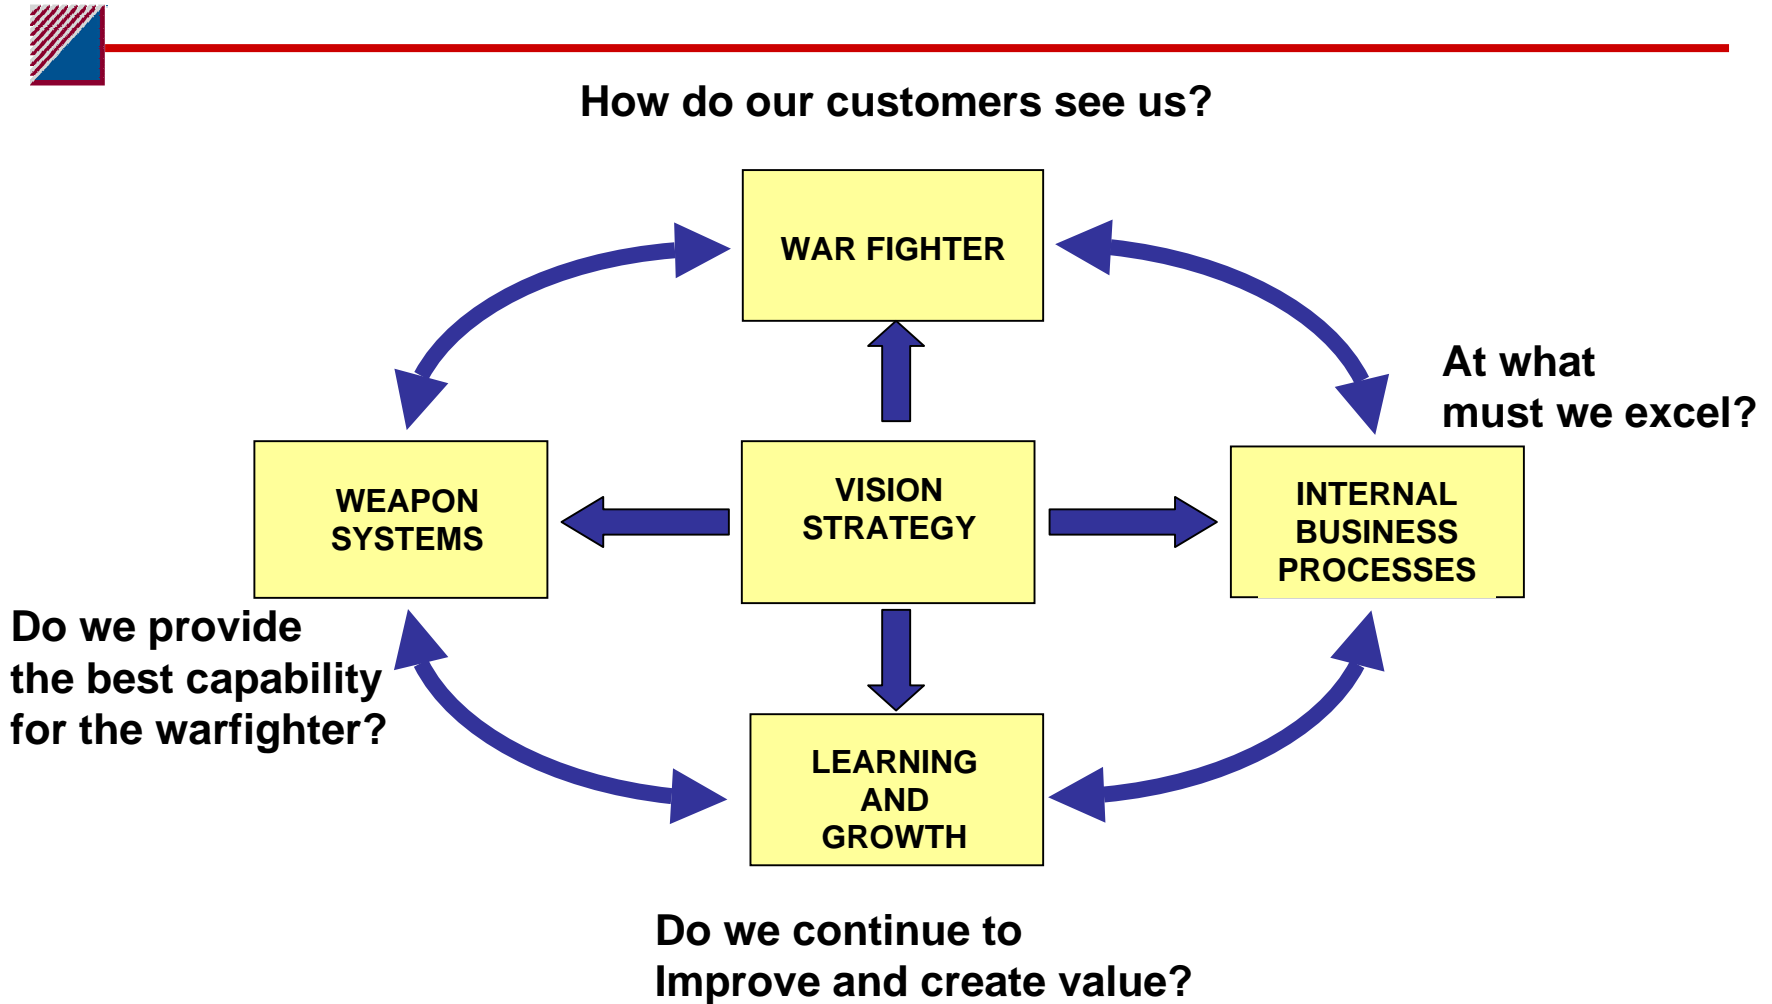 How do our customers see us?
WAR FIGHTER
At what
must we excel?
WEAPON
SYSTEMS
VISION
STRATEGY
INTERNAL
BUSINESS
PROCESSES
Do we provide
the best capability
for the warfighter?
LEARNING
AND
GROWTH
Do we continue to
Improve and create value?